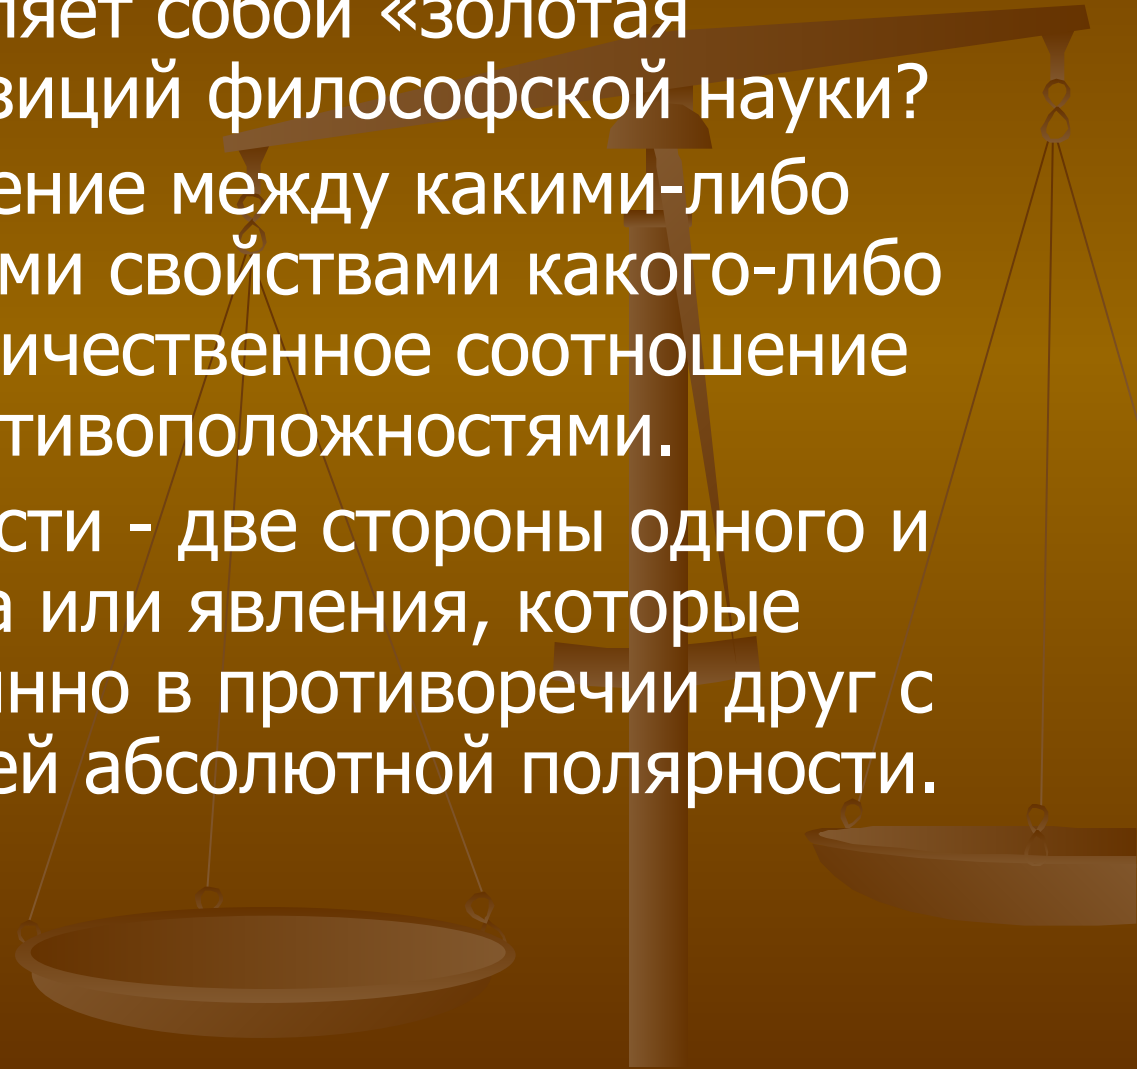 ляет собой «золотая
зиций философской науки?
ение между какими-либо
ми свойствами какого-либо
ичественное соотношение
тивоположностями.
сти - две стороны одного и
а или явления, которые
нно в противоречии друг с
ей абсолютной полярности.